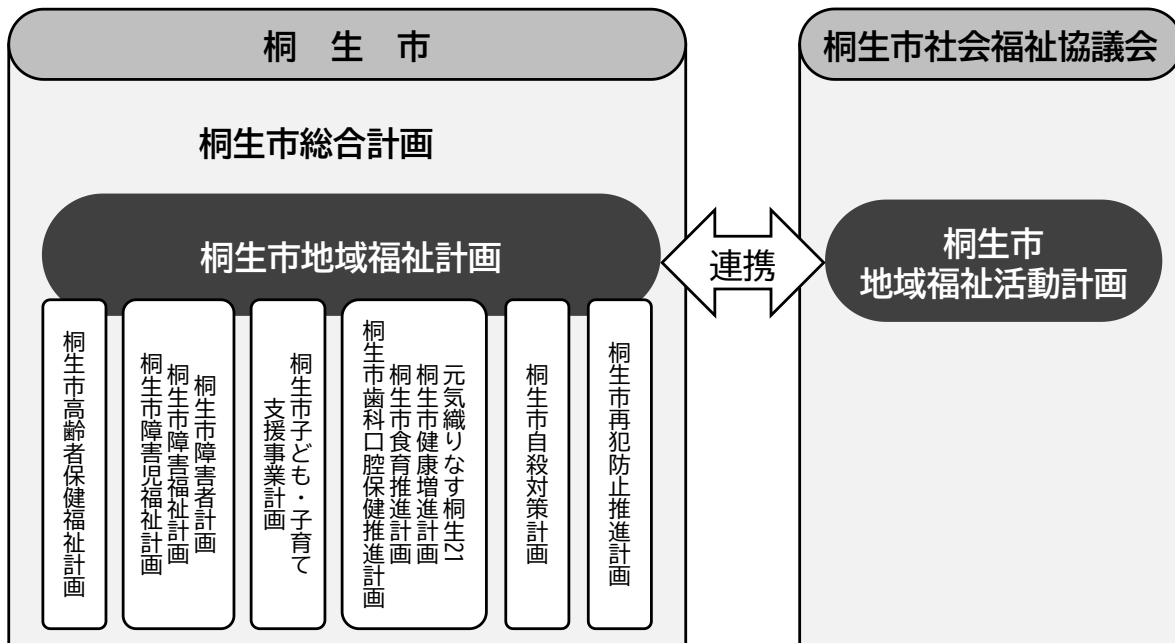 桐生市
桐生市社会福祉協議会
桐生市総合計画
桐生市地域福祉計画
連携
桐生市
地域福祉活動計画
桐生市高齢者保健福祉計画
桐生市障害者計画
桐生市障害福祉計画
桐生市障害児福祉計画
桐生市子ども・子育て
支援事業計画
元気織りなす桐生21
桐生市健康増進計画
桐生市食育推進計画
桐生市歯科口腔保健推進計画
桐生市自殺対策計画
桐生市再犯防止推進計画